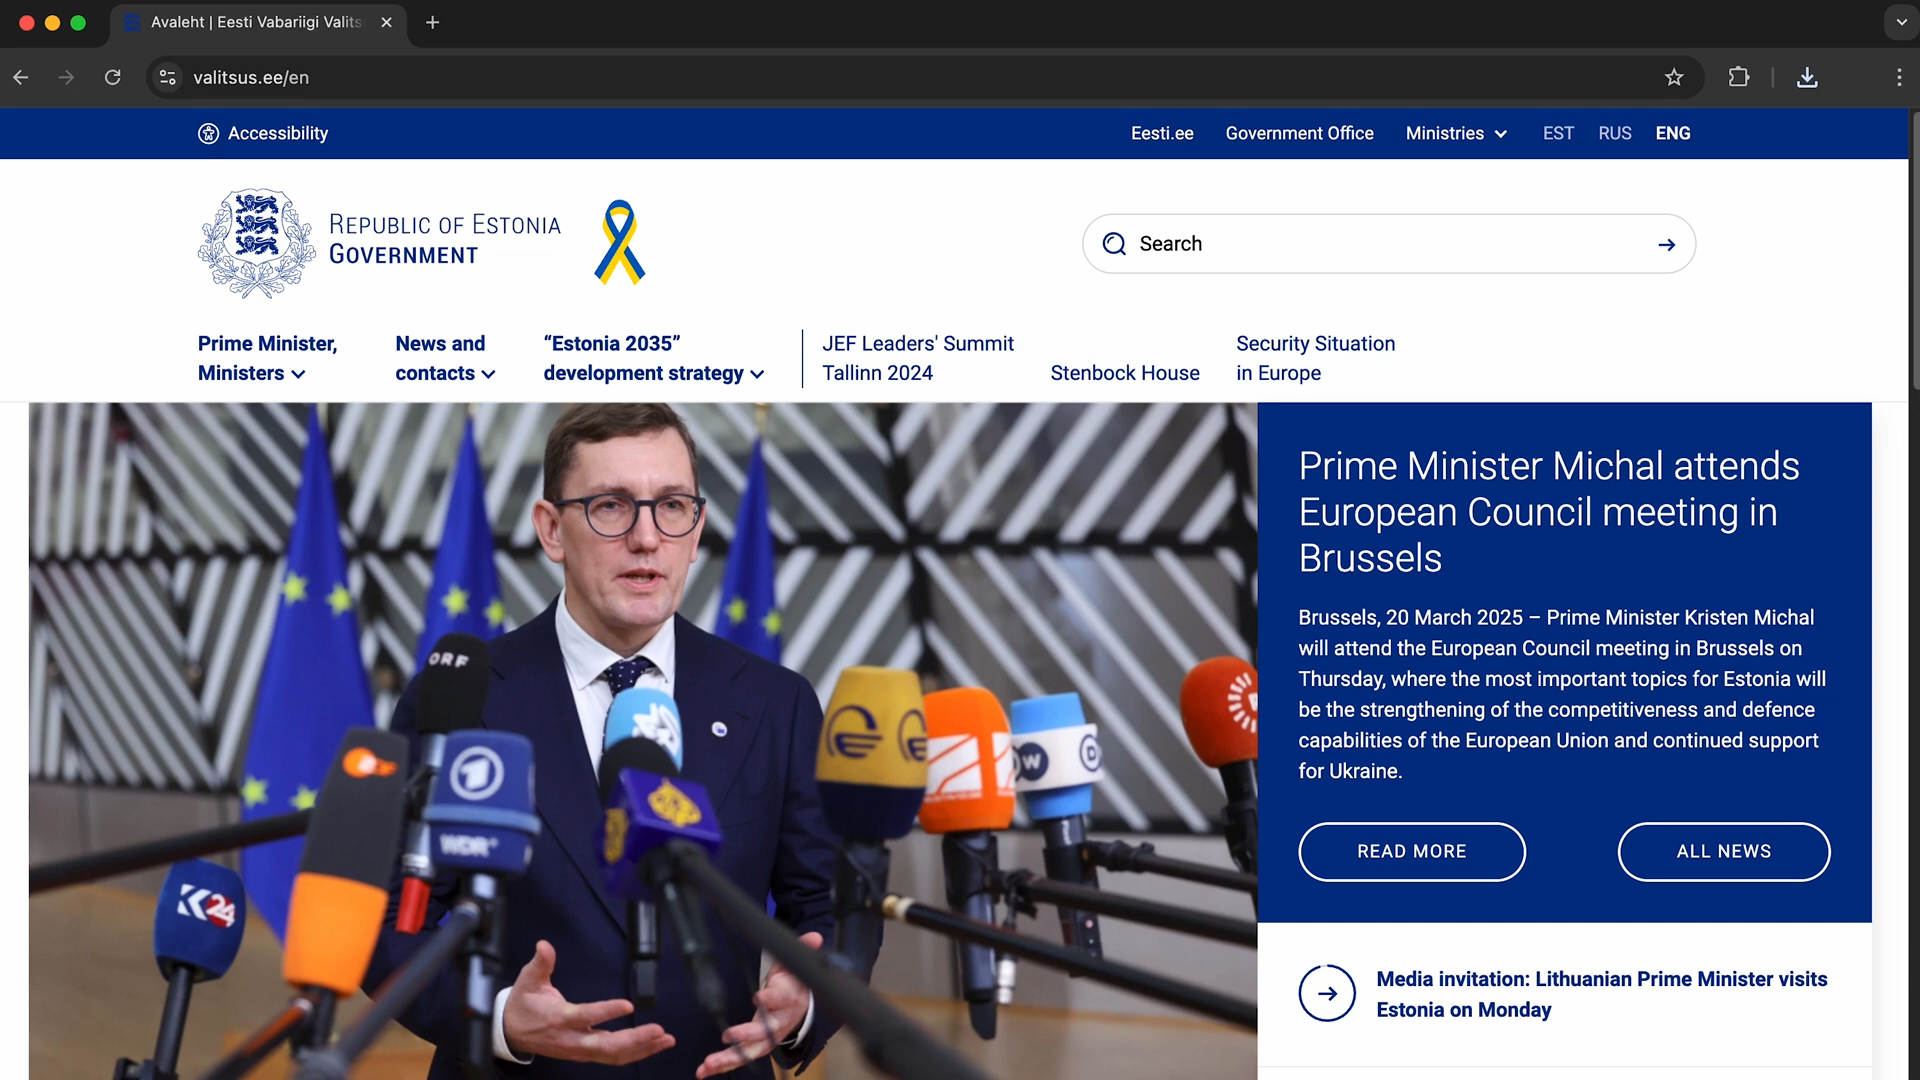 Avaleht | Eesti Vabariigi Valits
valitsus.ee/en
Accessibility
Eesti.ee Government Office Ministries EST RUS ENG
REPUBLIC OF ESTONIA
GOVERNMENT
Search
Prime Minister,
Ministers
News and
contacts
“Estonia 2035”
development strategy
JEF Leaders' Summit
Tallinn 2024
Stenbock House
Security Situation
in Europe
ORF
ZDF
1
WDR
K24
DW
Prime Minister Michal attends
European Council meeting in
Brussels
Brussels, 20 March 2025 – Prime Minister Kristen Michal
will attend the European Council meeting in Brussels on
Thursday, where the most important topics for Estonia will
be the strengthening of the competitiveness and defence
capabilities of the European Union and continued support
for Ukraine.
READ MORE ALL NEWS
Media invitation: Lithuanian Prime Minister visits
Estonia on Monday